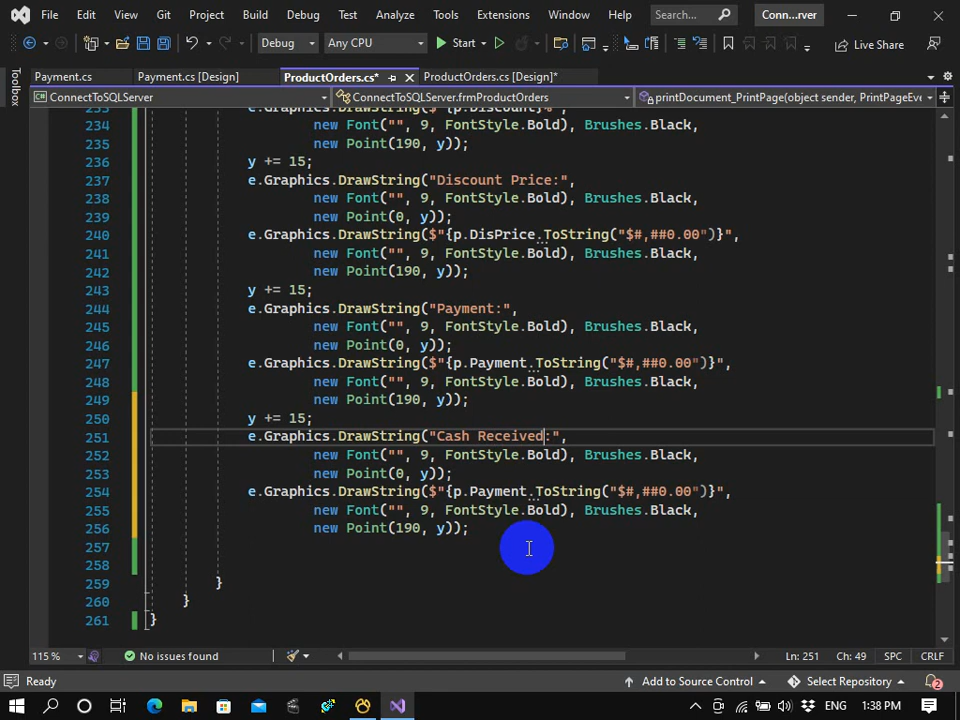 File Edit View Git Project Build Debug Test Analyze Tools Extensions Window Help Search... Conn...rver
Debug Any CPU Start Live Share
Payment.cs Payment.cs [Design] ProductOrders.cs* ProductOrders.cs [Design]*
ConnectToSQLServer ConnectToSQLServer.frmProductOrders printDocument_PrintPage(object sender, PrintPageEve
Toolbox
233 e.Graphics.DrawString($"{p.Discount}%",
234 new Font("", 9, FontStyle.Bold), Brushes.Black,
235 new Point(190, y));
236 y += 15;
237 e.Graphics.DrawString("Discount Price:",
238 new Font("", 9, FontStyle.Bold), Brushes.Black,
239 new Point(0, y));
240 e.Graphics.DrawString($"{p.DisPrice.ToString("$#,##0.00")}",
241 new Font("", 9, FontStyle.Bold), Brushes.Black,
242 new Point(190, y));
243 y += 15;
244 e.Graphics.DrawString("Payment:",
245 new Font("", 9, FontStyle.Bold), Brushes.Black,
246 new Point(0, y));
247 e.Graphics.DrawString($"{p.Payment.ToString("$#,##0.00")}",
248 new Font("", 9, FontStyle.Bold), Brushes.Black,
249 new Point(190, y));
250 y += 15;
251 e.Graphics.DrawString("Cash Received:",
252 new Font("", 9, FontStyle.Bold), Brushes.Black,
253 new Point(0, y));
254 e.Graphics.DrawString($"{p.Payment.ToString("$#,##0.00")}",
255 new Font("", 9, FontStyle.Bold), Brushes.Black,
256 new Point(190, y));
257
258
259 }
260 }
261 }
115 % No issues found Ln: 251 Ch: 49 SPC CRLF
Ready Add to Source Control Select Repository 2
ENG 1:38 PM